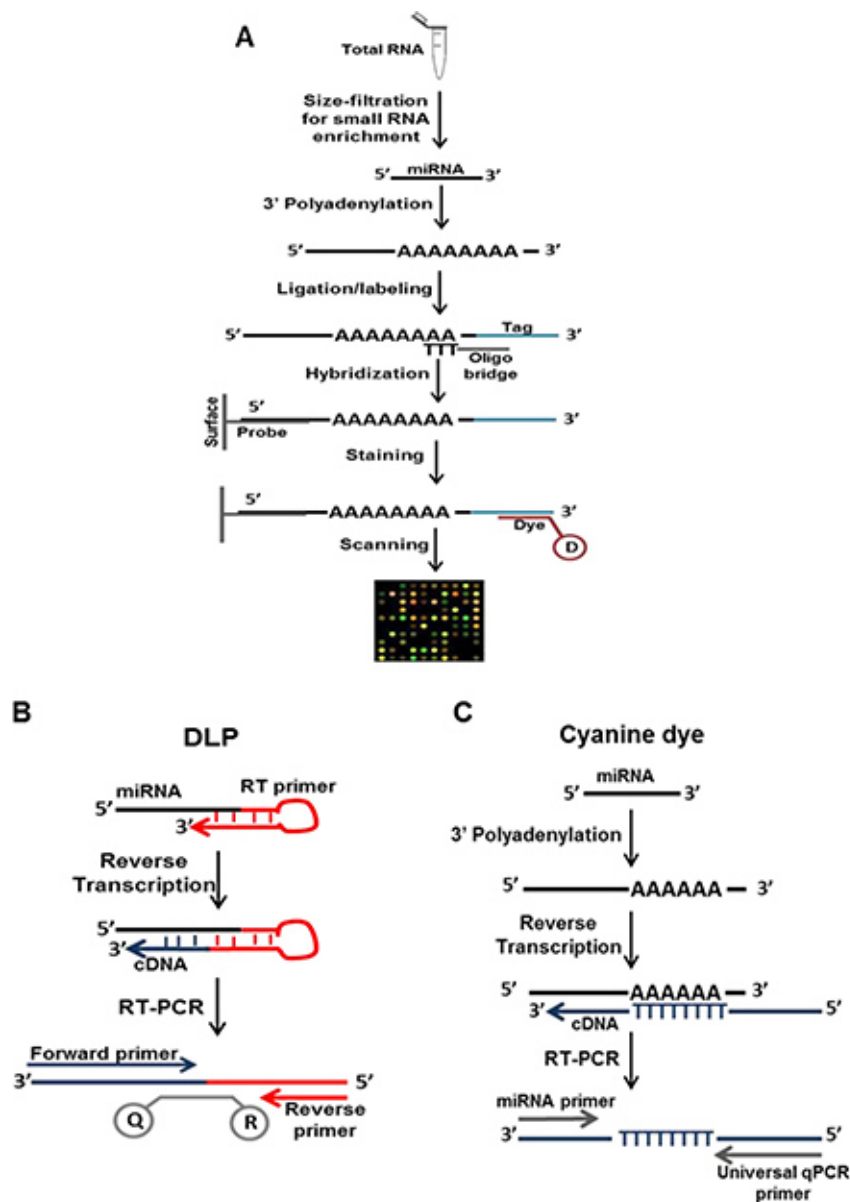 A
Total RNA
Size-filtration
for small RNA
enrichment
5’ miRNA 3’
3’ Polyadenylation
5’ AAAAAAAA 3’
Ligation/labeling
5’ AAAAAAAA Tag 3’
TTT Oligo
bridge
Hybridization
Surface
5’ AAAAAAAA 3’
Probe
Staining
5’ AAAAAAAA 3’
Dye
D
Scanning
B
DLP
miRNA RT primer
5’
3’
Reverse
Transcription
5’
3’
cDNA
RT-PCR
Forward primer
3’ 5’
Q R
Reverse
primer
C
Cyanine dye
miRNA
5’ 3’
3’ Polyadenylation
5’ AAAAAA 3’
Reverse
Transcription
5’ AAAAAA 3’
3’ 5’
cDNA
RT-PCR
miRNA primer
3’ 5’
Universal qPCR
primer